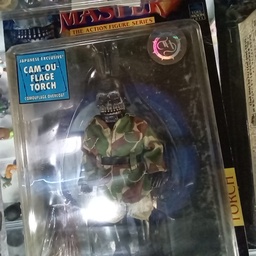 MASTER
THE ACTION FIGURE SERIES
JAPANESE EXCLUSIVE!
CAM-OU-
FLAGE
TORCH
TORCH